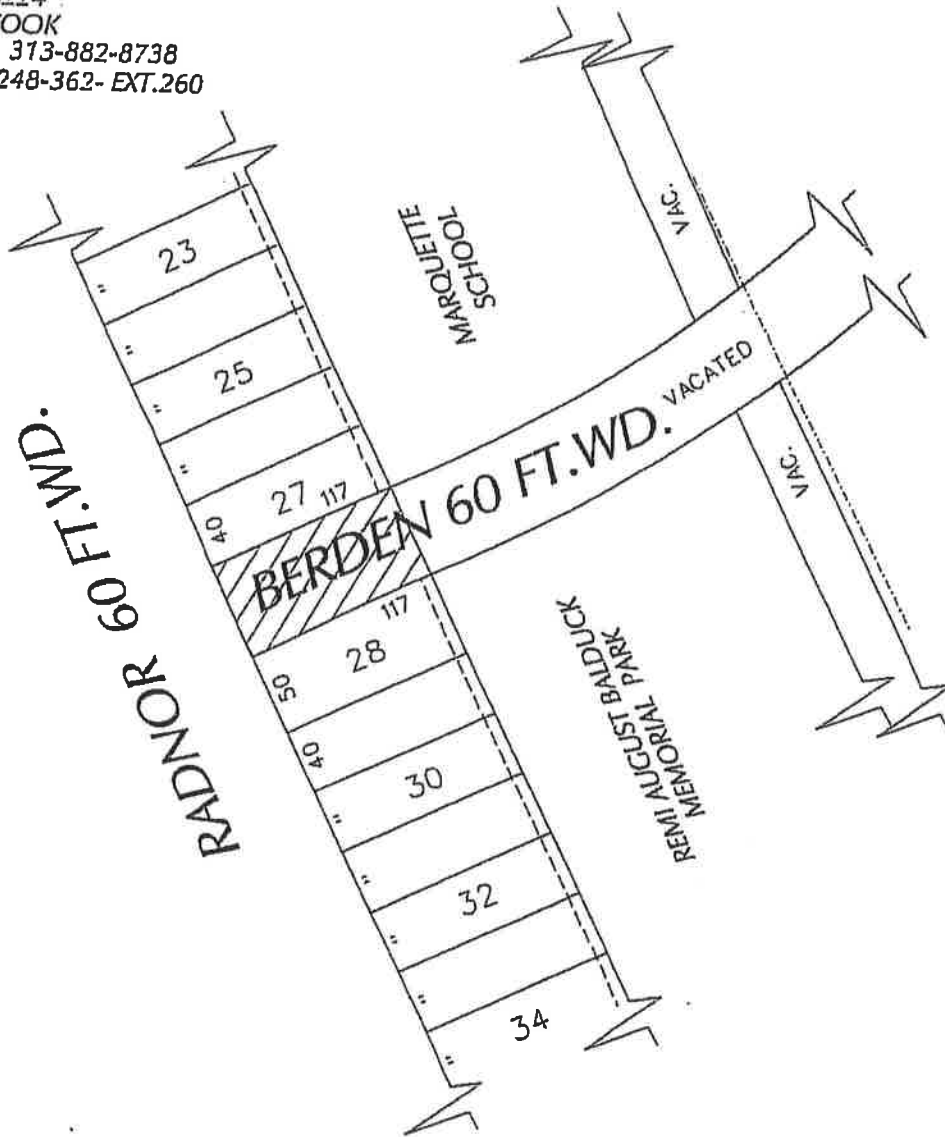 OOK
313-882-8738
248-362- EXT.260
RADNOR 60 FT.WD.
"
23
"
"
25
"
40
27
117
BERDEN 60 FT.WD. VACATED
117
28
50
40
30
"
"
32
"
"
34
"
MARQUETTE
SCHOOL
VAC.
VAC.
REMI AUGUST BALDUCK
MEMORIAL PARK